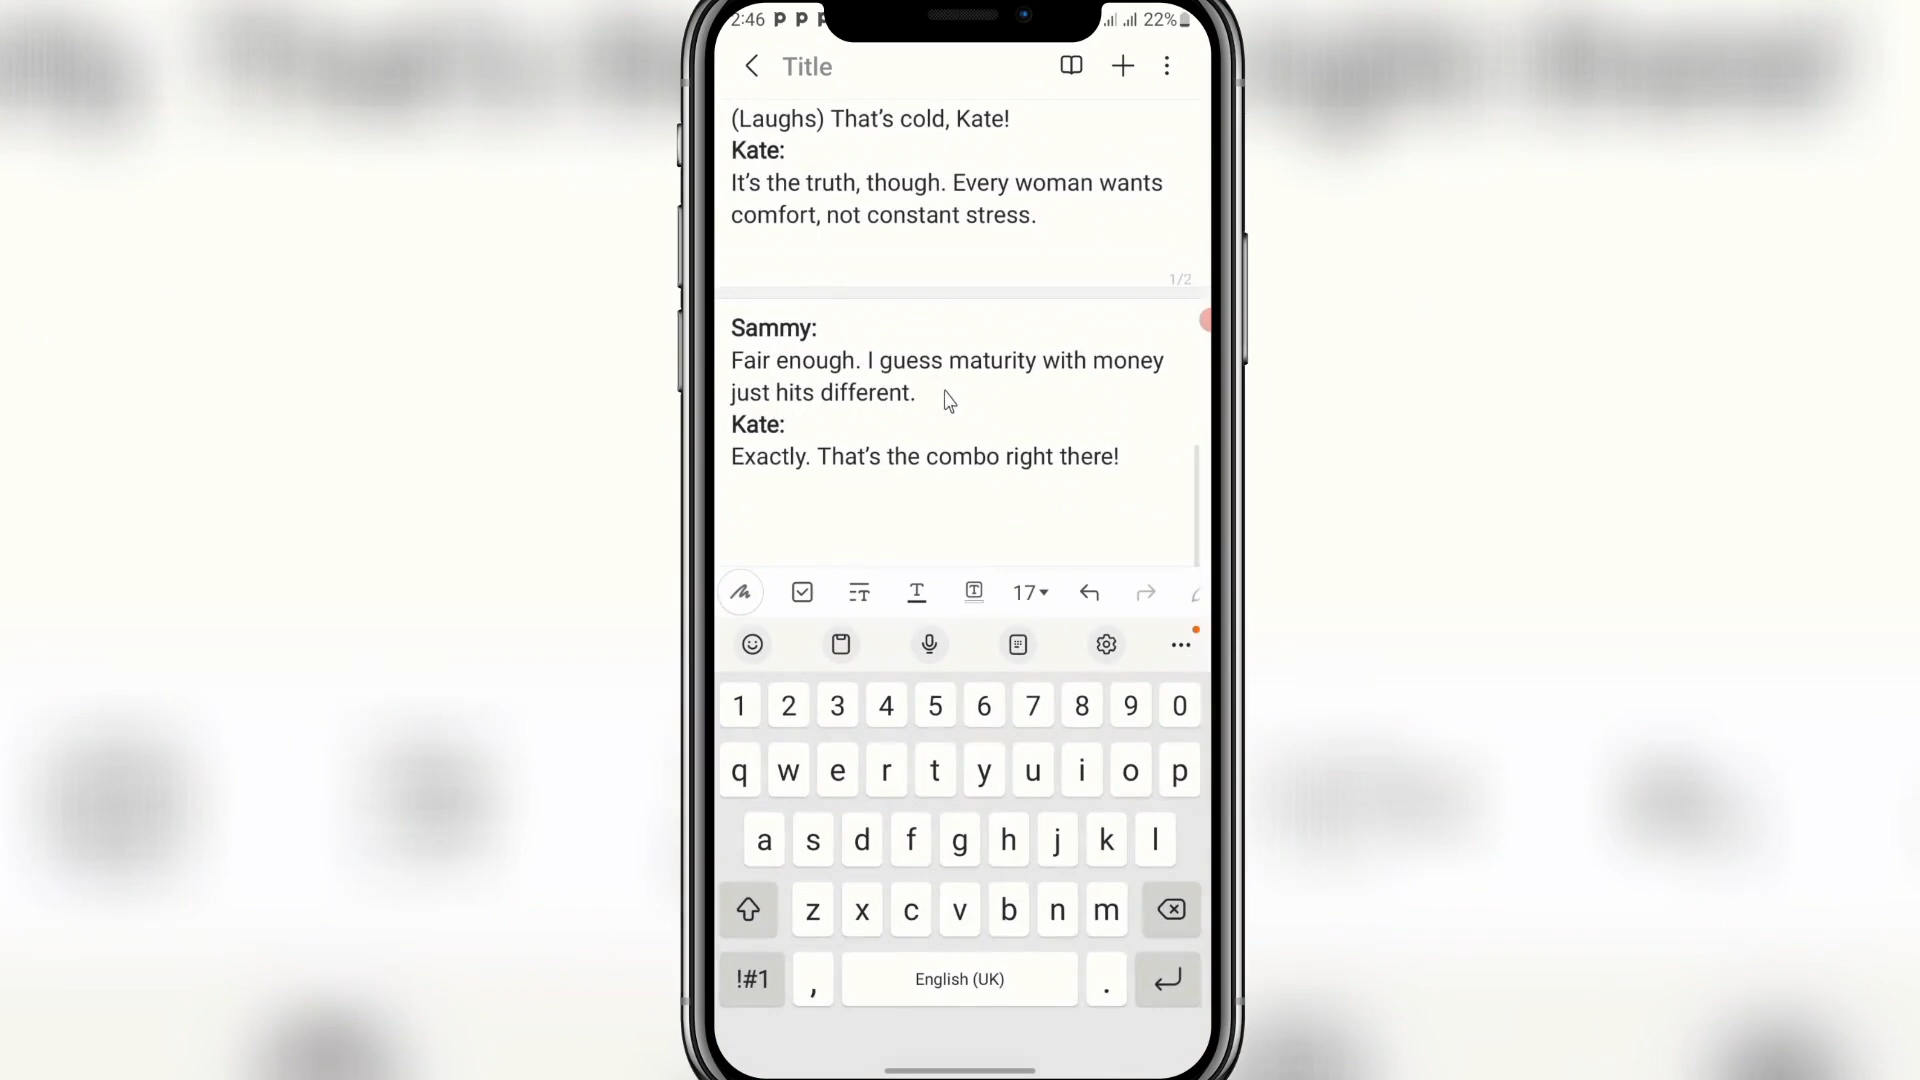 2:46 p p p 22%
Title
(Laughs) That’s cold, Kate!
Kate:
It’s the truth, though. Every woman wants
comfort, not constant stress.
1/2
Sammy:
Fair enough. I guess maturity with money
just hits different.
Kate:
Exactly. That’s the combo right there!
17
1 2 3 4 5 6 7 8 9 0
q w e r t y u i o p
a s d f g h j k l
z x c v b n m
!#1 , English (UK) .